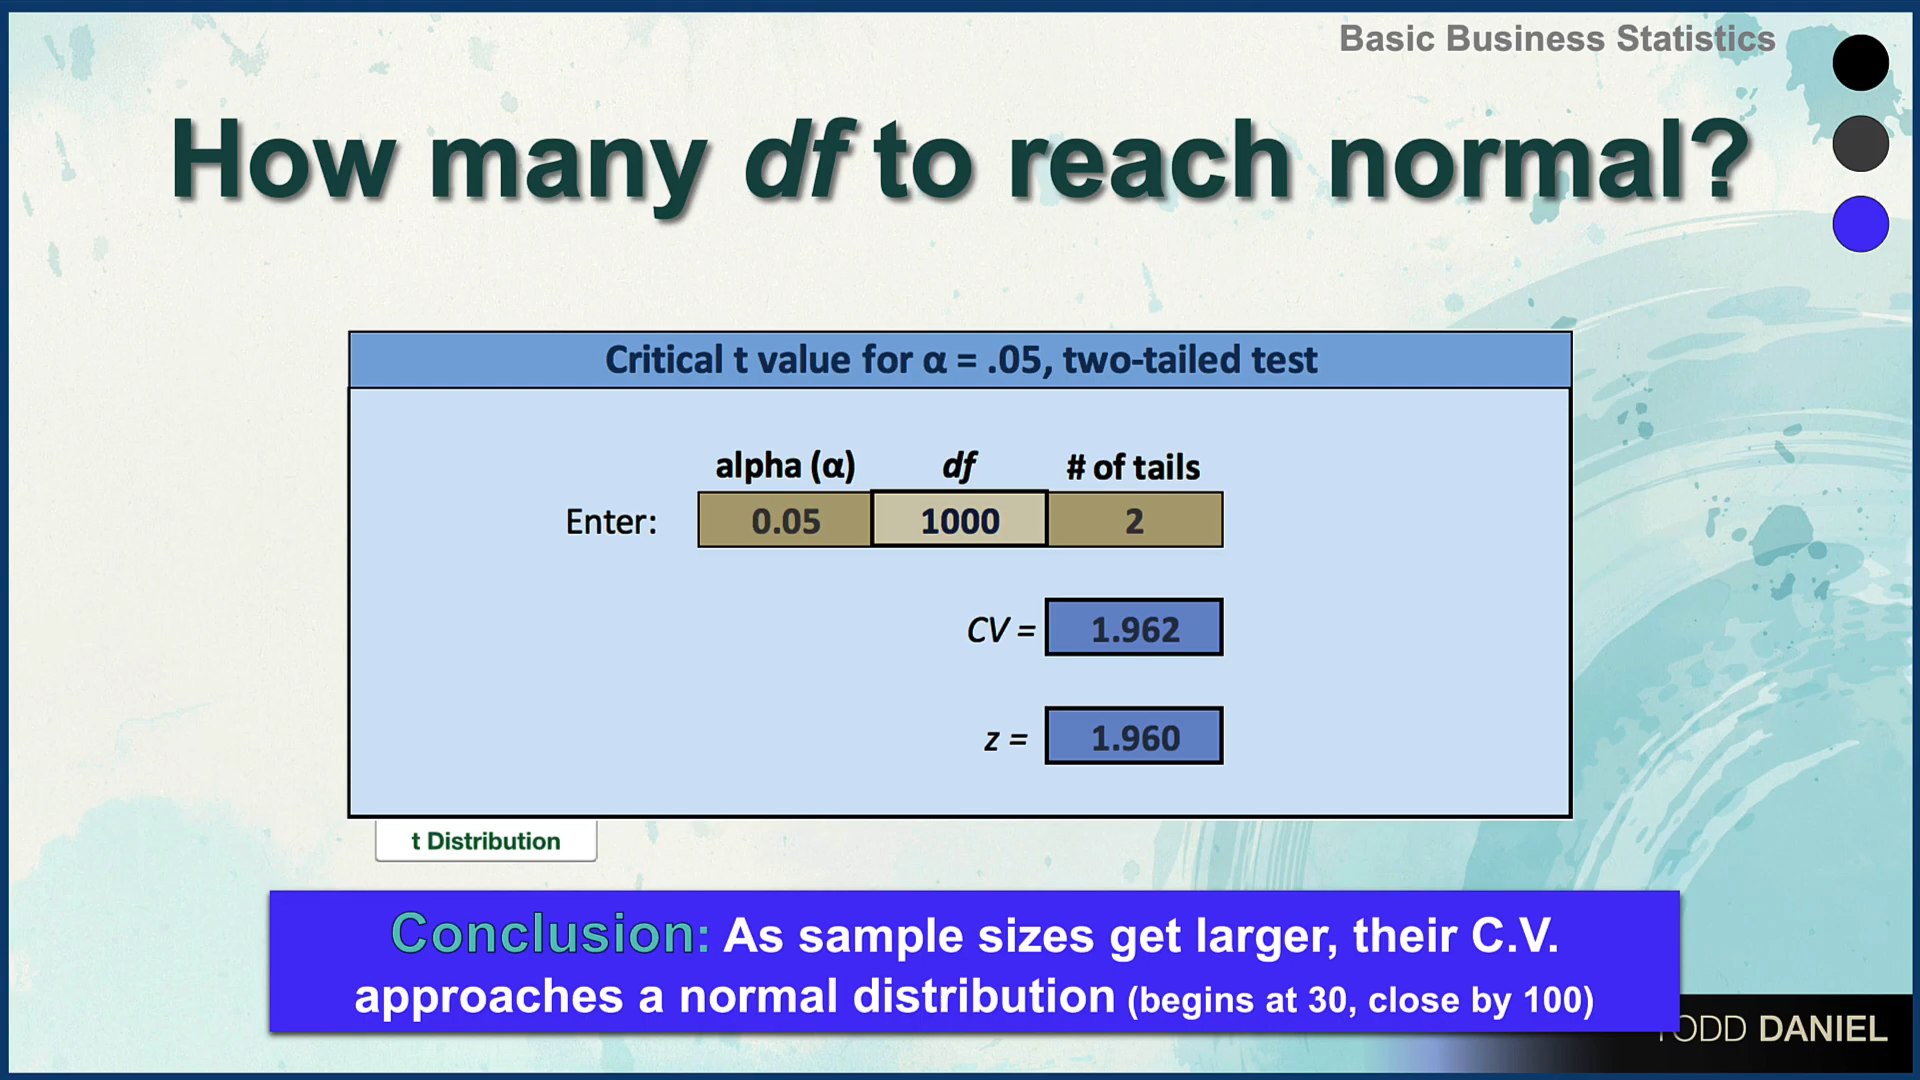 Basic Business Statistics
How many df to reach normal?
Critical t value for α = .05, two-tailed test
alpha (α) df # of tails
Enter: 0.05 1000 2
CV = 1.962
z = 1.960
t Distribution
Conclusion: As sample sizes get larger, their C.V.
approaches a normal distribution (begins at 30, close by 100)
TODD DANIEL